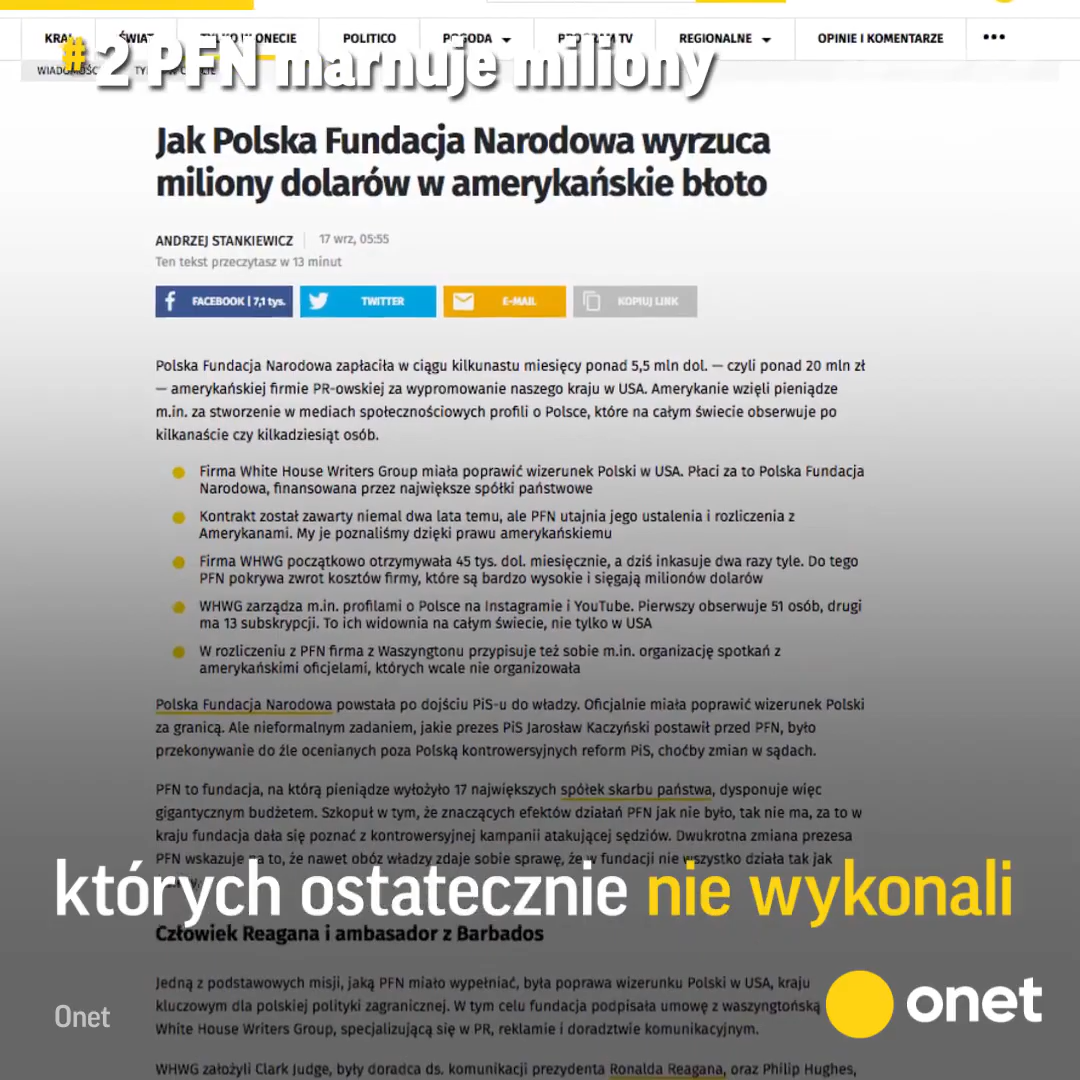 KRAJ ŚWIAT TYLKO W ONECIE POLITICO POGODA PROGRAM TV REGIONALNE OPINIE I KOMENTARZE •••
#2 PFN marnuje miliony
Jak Polska Fundacja Narodowa wyrzuca
miliony dolarów w amerykańskie błoto
ANDRZEJ STANKIEWICZ 17 wrz, 05:55
Ten tekst przeczytasz w 13 minut
FACEBOOK | 7,1 tys. TWITTER E-MAIL KOPIUJ LINK
Polska Fundacja Narodowa zapłaciła w ciągu kilkunastu miesięcy ponad 5,5 mln dol. — czyli ponad 20 mln zł
— amerykańskiej firmie PR-owskiej za wypromowanie naszego kraju w USA. Amerykanie wzięli pieniądze
m.in. za stworzenie w mediach społecznościowych profili o Polsce, które na całym świecie obserwuje po
kilkanaście czy kilkadziesiąt osób.
Firma White House Writers Group miała poprawić wizerunek Polski w USA. Płaci za to Polska Fundacja
Narodowa, finansowana przez największe spółki państwowe
Kontrakt został zawarty niemal dwa lata temu, ale PFN utajnia jego ustalenia i rozliczenia z
Amerykanami. My je poznaliśmy dzięki prawu amerykańskiemu
Firma WHWG początkowo otrzymywała 45 tys. dol. miesięcznie, a dziś inkasuje dwa razy tyle. Do tego
PFN pokrywa zwrot kosztów firmy, które są bardzo wysokie i sięgają milionów dolarów
WHWG zarządza m.in. profilami o Polsce na Instagramie i YouTube. Pierwszy obserwuje 51 osób, drugi
ma 13 subskrypcji. To ich widownia na całym świecie, nie tylko w USA
W rozliczeniu z PFN firma z Waszyngtonu przypisuje też sobie m.in. organizację spotkań z
amerykańskimi oficjelami, których wcale nie organizowała
Polska Fundacja Narodowa powstała po dojściu PiS-u do władzy. Oficjalnie miała poprawić wizerunek Polski
za granicą. Ale nieformalnym zadaniem, jakie prezes PiS Jarosław Kaczyński postawił przed PFN, było
przekonywanie do źle ocenianych poza Polską kontrowersyjnych reform PiS, choćby zmian w sądach.
PFN to fundacja, na którą pieniądze wyłożyło 17 największych spółek skarbu państwa, dysponuje więc
gigantycznym budżetem. Szkopuł w tym, że znaczących efektów działań PFN jak nie było, tak nie ma, za to w
kraju fundacja dała się poznać z kontrowersyjnej kampanii atakującej sędziów. Dwukrotna zmiana prezesa
PFN wskazuje na to, że nawet obóz władzy zdaje sobie sprawę, że w fundacji nie wszystko działa tak jak
których ostatecznie nie wykonali
Człowiek Reagana i ambasador z Barbados
Jedną z podstawowych misji, jaką PFN miało wypełniać, była poprawa wizerunku Polski w USA, kraju
kluczowym dla polskiej polityki zagranicznej. W tym celu fundacja podpisała umowę z waszyngtońską
White House Writers Group, specjalizującą się w PR, reklamie i doradztwie komunikacyjnym.
Onet
onet
WHWG założyli Clark Judge, były doradca ds. komunikacji prezydenta Ronalda Reagana, oraz Philip Hughes,